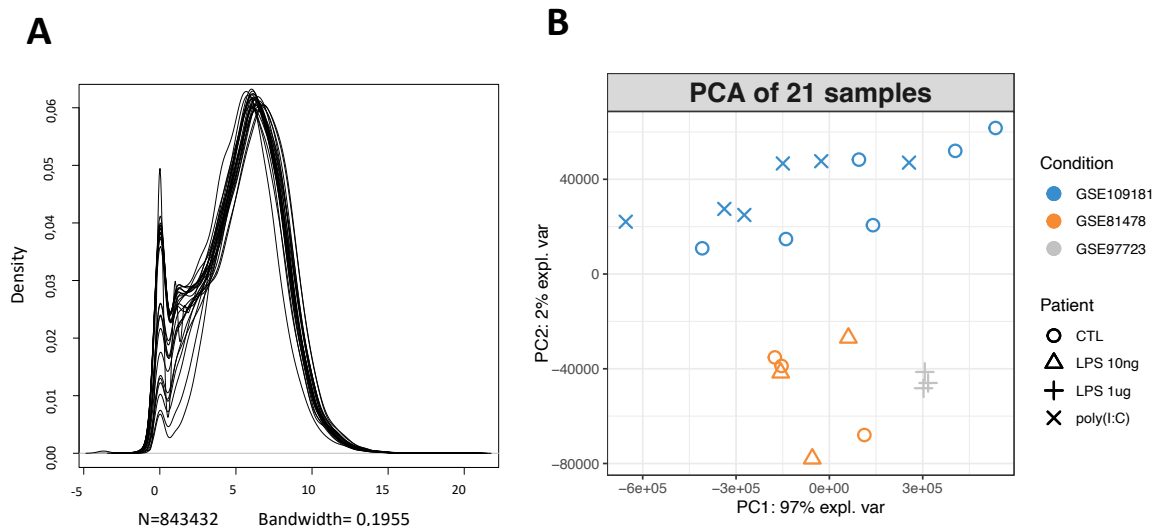 A
B
0,06
0,05
0,04
0,03
0,02
0,01
0,00
Density
-5
0
5
10
15
20
N=843432 Bandwidth= 0,1955
PCA of 21 samples
40000
0
−40000
−80000
PC2: 2% expl. var
−6e+05
−3e+05
0e+00
3e+05
PC1: 97% expl. var
Condition
GSE109181
GSE81478
GSE97723
Patient
CTL
LPS 10ng
LPS 1ug
poly(I:C)